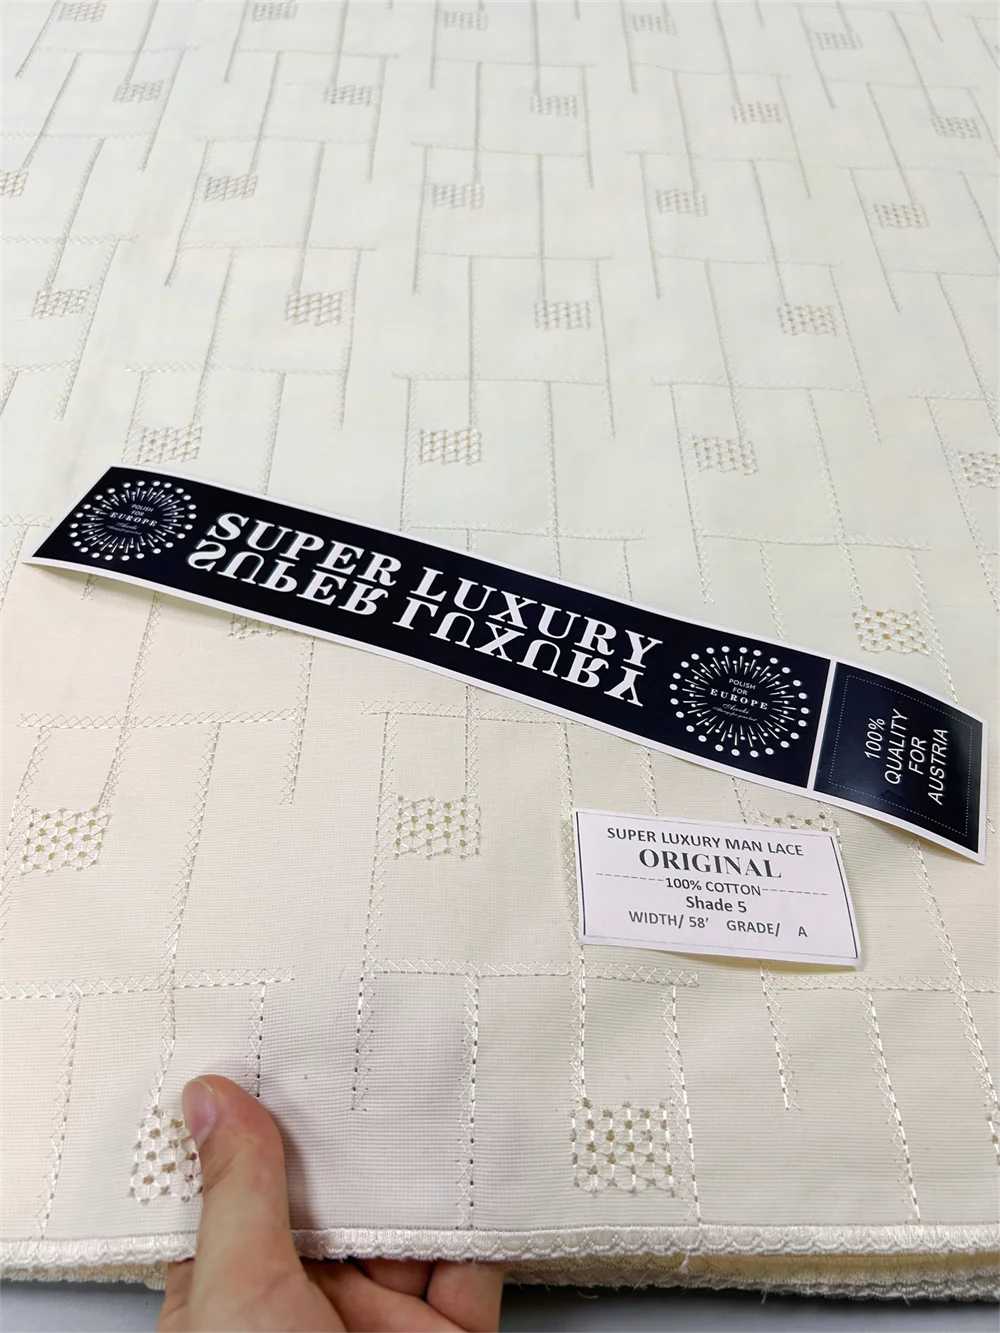 POLISH
FOR
EUROPE
SUPER LUXURY
SUPER LUXURY
POLISH
FOR
EUROPE
100%
QUALITY
FOR
AUSTRIA
SUPER LUXURY MAN LACE
ORIGINAL
100% COTTON
Shade 5
WIDTH/ 58’ GRADE/ A